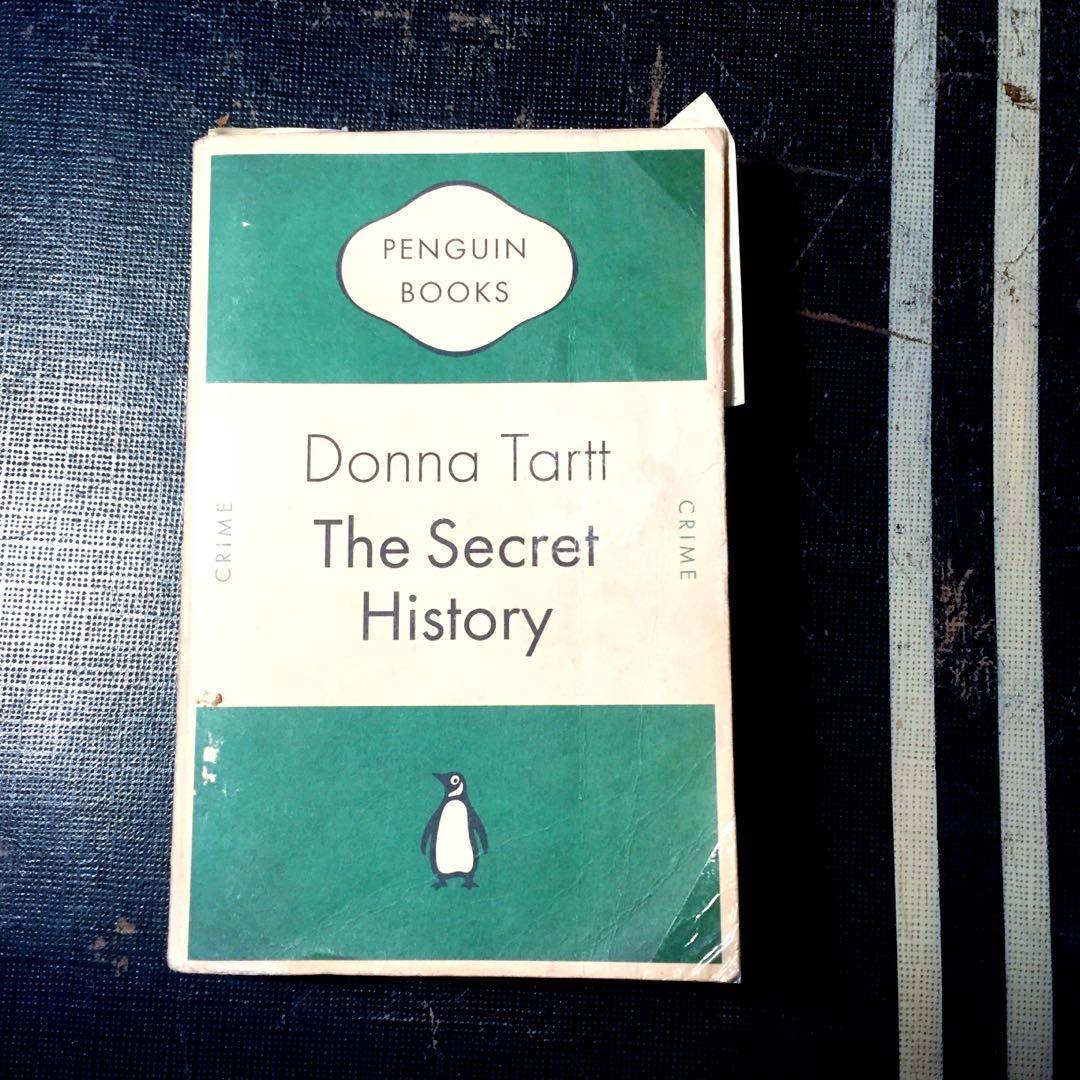 PENGUIN
BOOKS
Donna Tartt
CRIME
The Secret
CRIME
History